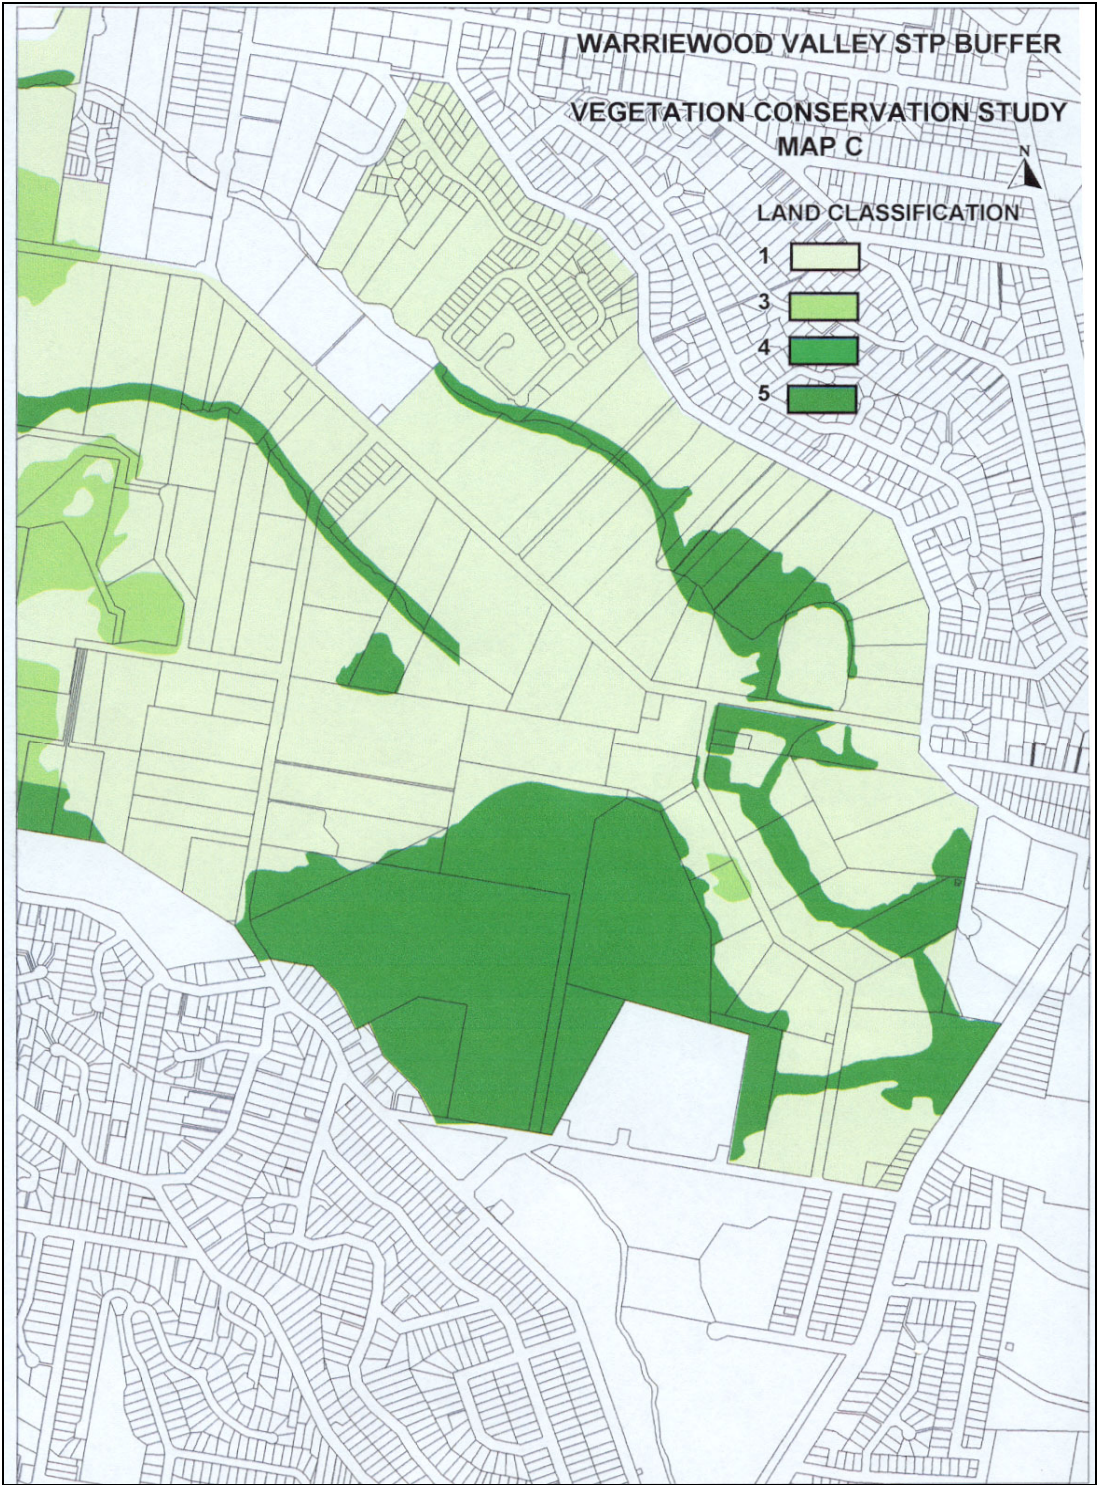 WARRIEWOOD VALLEY STP BUFFER
VEGETATION CONSERVATION STUDY
MAP C
N
LAND CLASSIFICATION
1
3
4
5